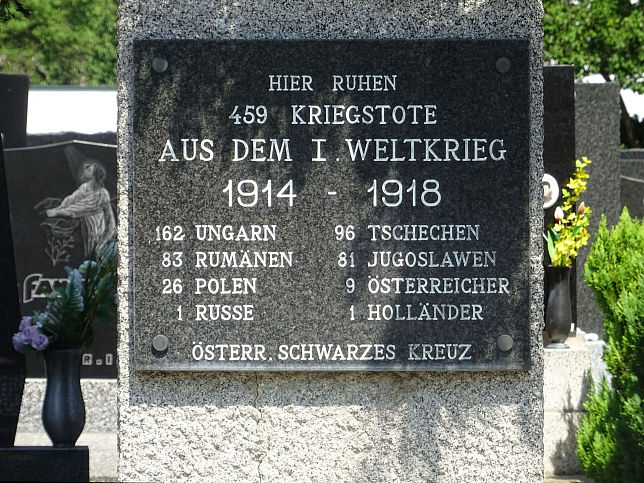 HIER RUHEN
459 KRIEGSTOTE
AUS DEM I. WELTKRIEG
1914 - 1918
162 UNGARN 96 TSCHECHEN
83 RUMÄNEN 81 JUGOSLAWEN
26 POLEN 9 ÖSTERREICHER
1 RUSSE 1 HOLLÄNDER
ÖSTERR. SCHWARZES KREUZ
R.I.